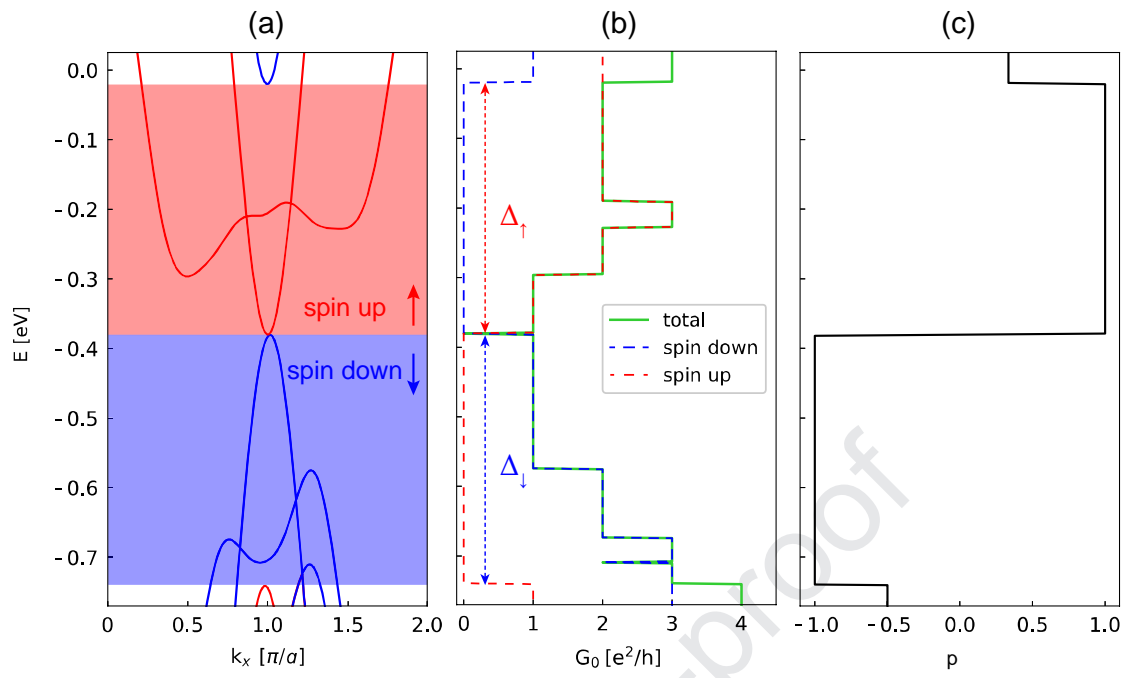 (a) (b) (c)
E [eV]
0.0
-0.1
-0.2
-0.3
-0.4
-0.5
-0.6
-0.7
spin up
spin down
0 0.5 1.0 1.5 2.0
k_x [π/a]
Δ↑
Δ↓
total
spin down
spin up
0 1 2 3 4
G_0 [e^2/h]
-1.0 -0.5 0.0 0.5 1.0
p
proof